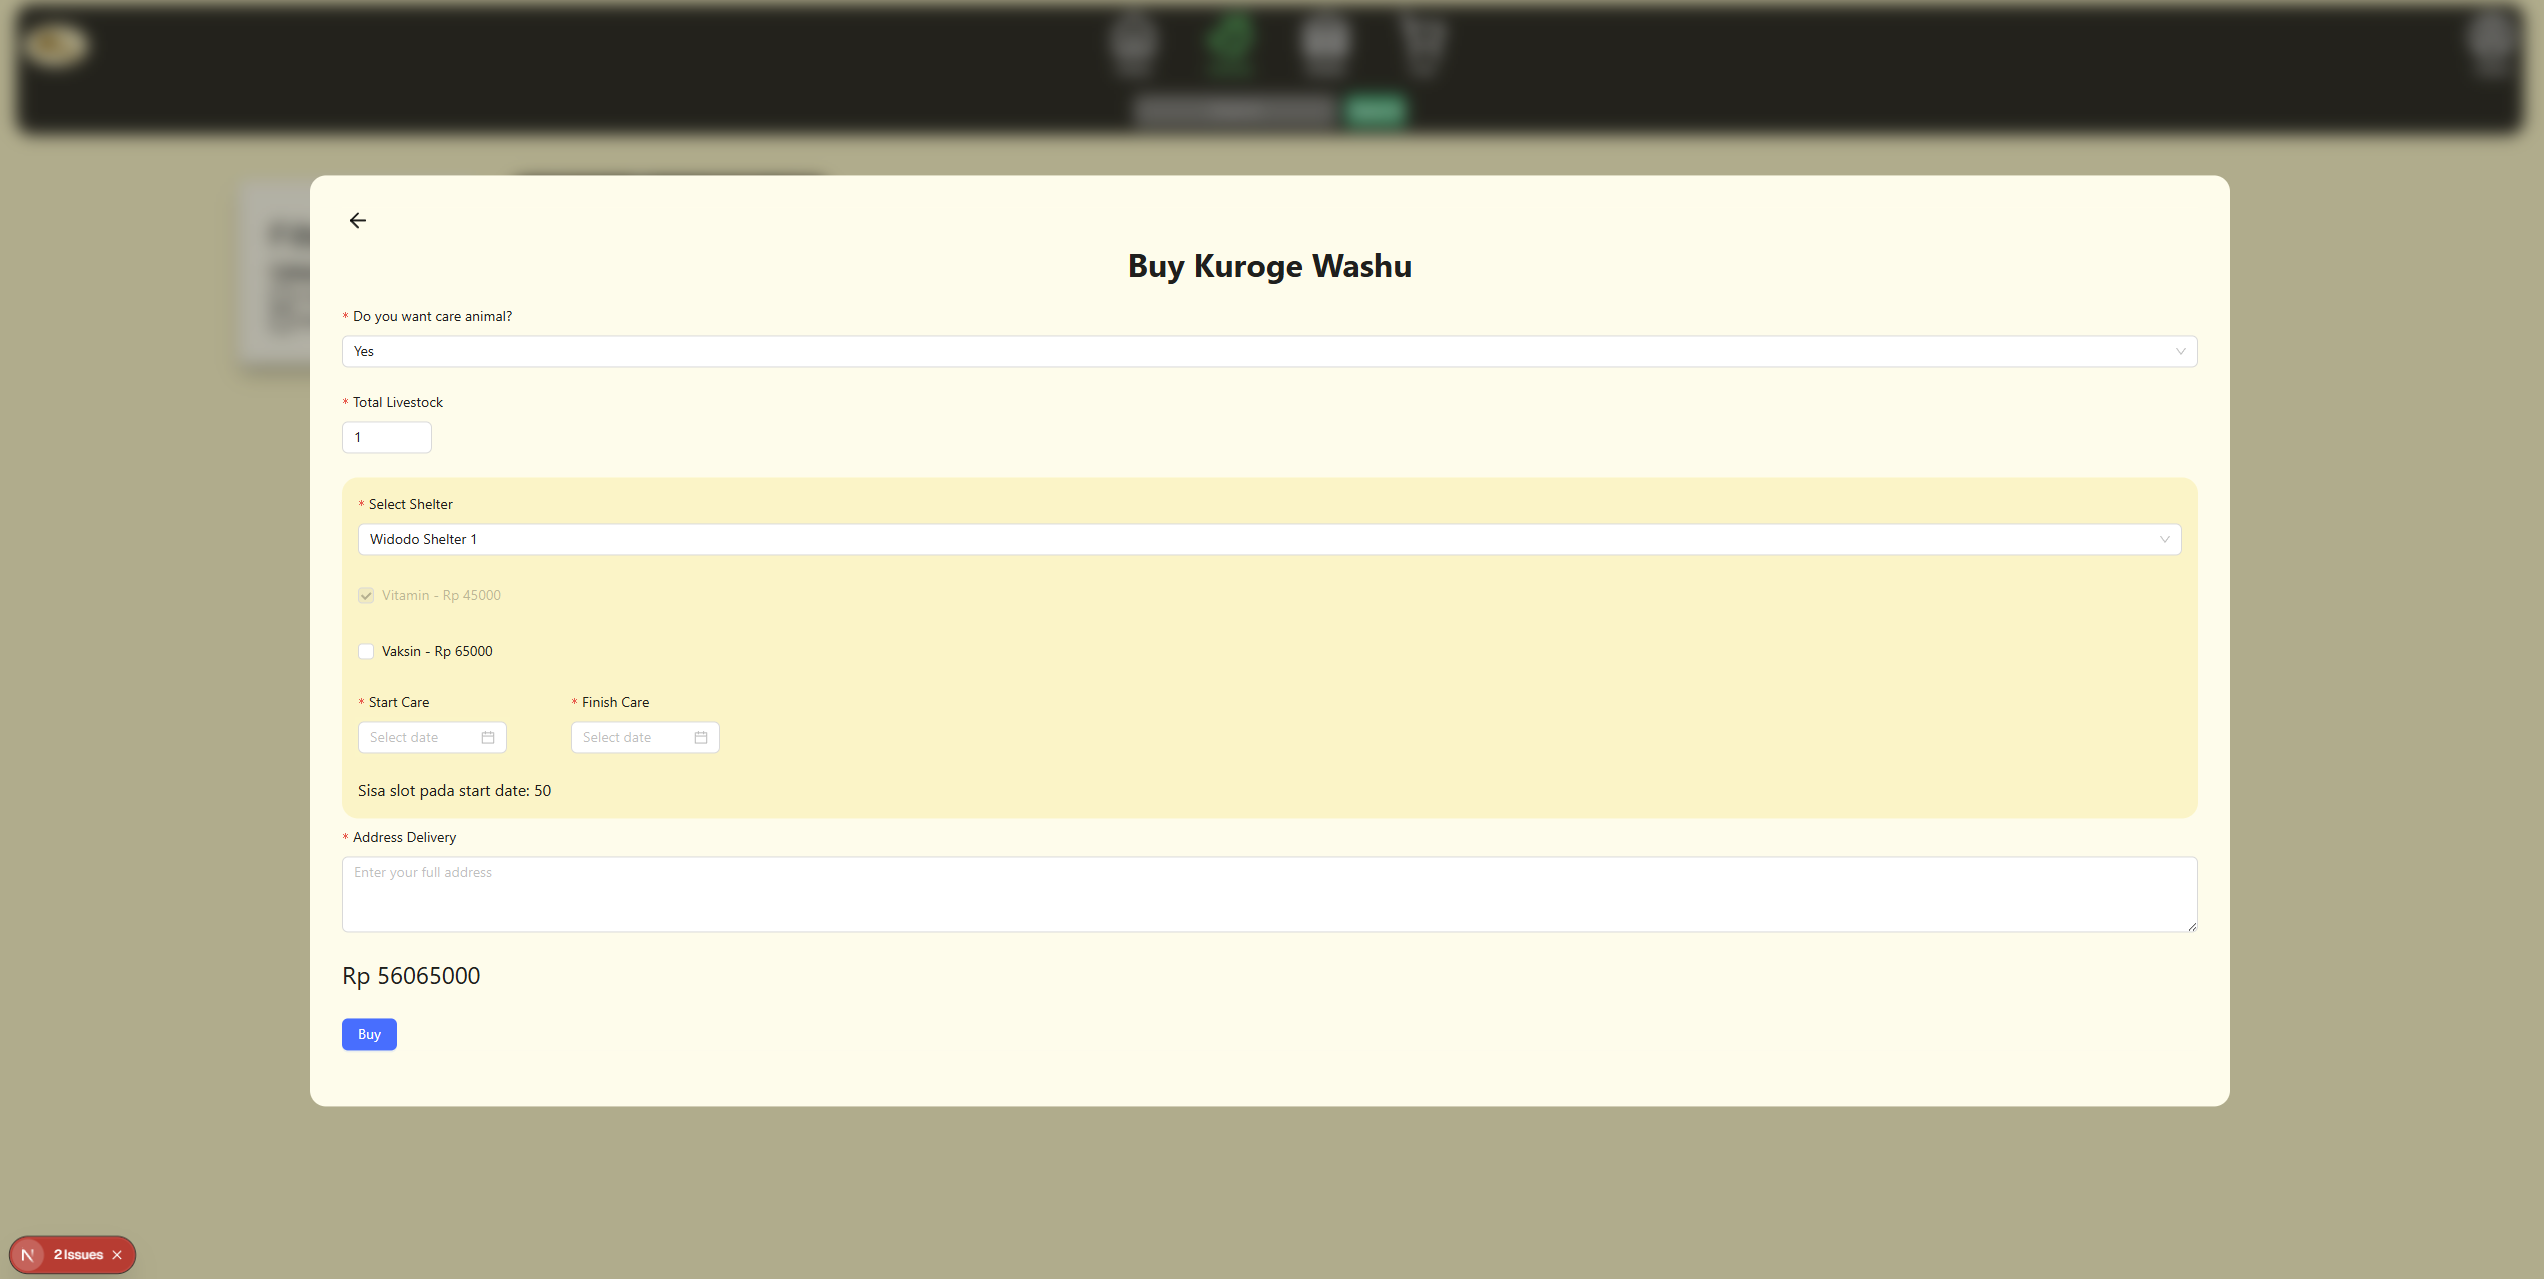 Buy Kuroge Washu
* Do you want care animal?
Yes
* Total Livestock
1
* Select Shelter
Widodo Shelter 1
Vitamin - Rp 45000
Vaksin - Rp 65000
* Start Care
* Finish Care
Select date
Select date
Sisa slot pada start date: 50
* Address Delivery
Enter your full address
Rp 56065000
Buy
N 2 Issues